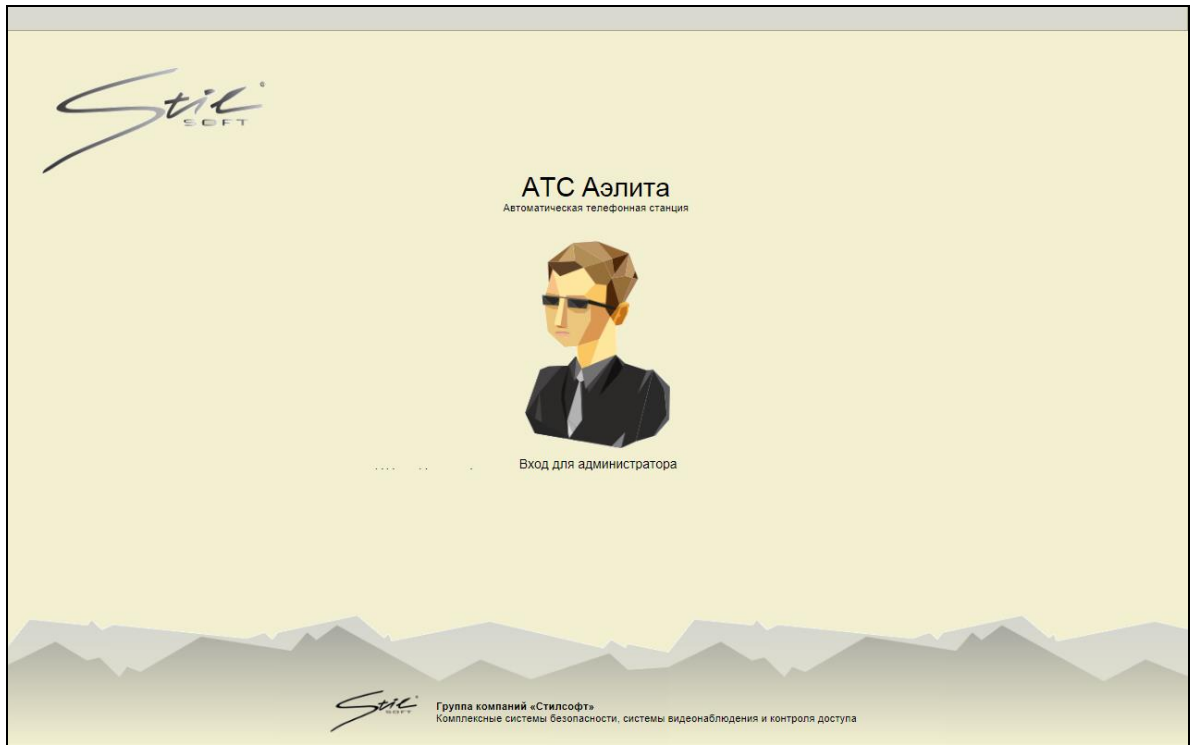 Stil
SOFT
АТС Аэлита
Автоматическая телефонная станция
Вход для администратора
Stil
SOFT
Группа компаний «Стилсофт»
Комплексные системы безопасности, системы видеонаблюдения и контроля доступа